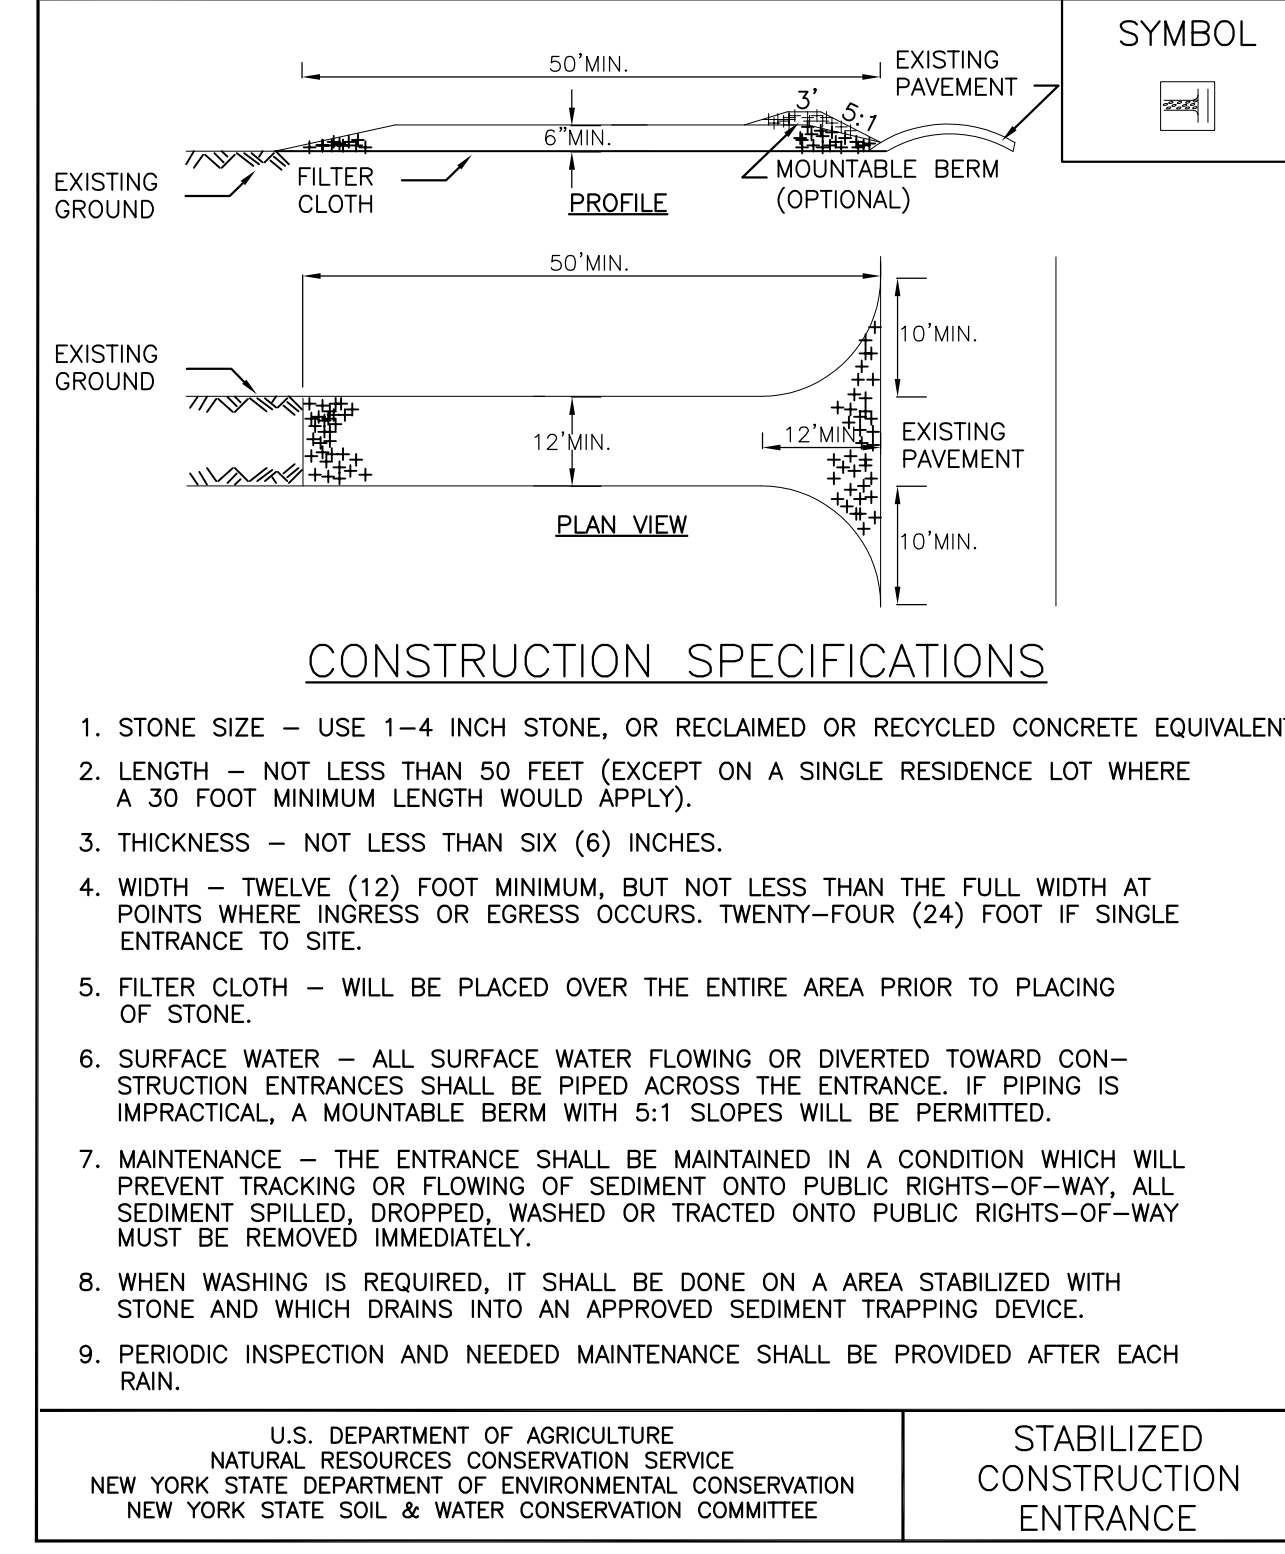 SYMBOL
50'MIN.
EXISTING
PAVEMENT
3'
5:1
6"MIN.
EXISTING
GROUND
FILTER
CLOTH
PROFILE
MOUNTABLE BERM
(OPTIONAL)
50'MIN.
10'MIN.
EXISTING
GROUND
12'MIN.
12'MIN.
EXISTING
PAVEMENT
PLAN VIEW
10'MIN.
CONSTRUCTION SPECIFICATIONS
1. STONE SIZE – USE 1–4 INCH STONE, OR RECLAIMED OR RECYCLED CONCRETE EQUIVALENT
2. LENGTH – NOT LESS THAN 50 FEET (EXCEPT ON A SINGLE RESIDENCE LOT WHERE
A 30 FOOT MINIMUM LENGTH WOULD APPLY).
3. THICKNESS – NOT LESS THAN SIX (6) INCHES.
4. WIDTH – TWELVE (12) FOOT MINIMUM, BUT NOT LESS THAN THE FULL WIDTH AT
POINTS WHERE INGRESS OR EGRESS OCCURS. TWENTY–FOUR (24) FOOT IF SINGLE
ENTRANCE TO SITE.
5. FILTER CLOTH – WILL BE PLACED OVER THE ENTIRE AREA PRIOR TO PLACING
OF STONE.
6. SURFACE WATER – ALL SURFACE WATER FLOWING OR DIVERTED TOWARD CON–
STRUCTION ENTRANCES SHALL BE PIPED ACROSS THE ENTRANCE. IF PIPING IS
IMPRACTICAL, A MOUNTABLE BERM WITH 5:1 SLOPES WILL BE PERMITTED.
7. MAINTENANCE – THE ENTRANCE SHALL BE MAINTAINED IN A CONDITION WHICH WILL
PREVENT TRACKING OR FLOWING OF SEDIMENT ONTO PUBLIC RIGHTS–OF–WAY, ALL
SEDIMENT SPILLED, DROPPED, WASHED OR TRACTED ONTO PUBLIC RIGHTS–OF–WAY
MUST BE REMOVED IMMEDIATELY.
8. WHEN WASHING IS REQUIRED, IT SHALL BE DONE ON A AREA STABILIZED WITH
STONE AND WHICH DRAINS INTO AN APPROVED SEDIMENT TRAPPING DEVICE.
9. PERIODIC INSPECTION AND NEEDED MAINTENANCE SHALL BE PROVIDED AFTER EACH
RAIN.
U.S. DEPARTMENT OF AGRICULTURE
NATURAL RESOURCES CONSERVATION SERVICE
NEW YORK STATE DEPARTMENT OF ENVIRONMENTAL CONSERVATION
NEW YORK STATE SOIL & WATER CONSERVATION COMMITTEE
STABILIZED
CONSTRUCTION
ENTRANCE